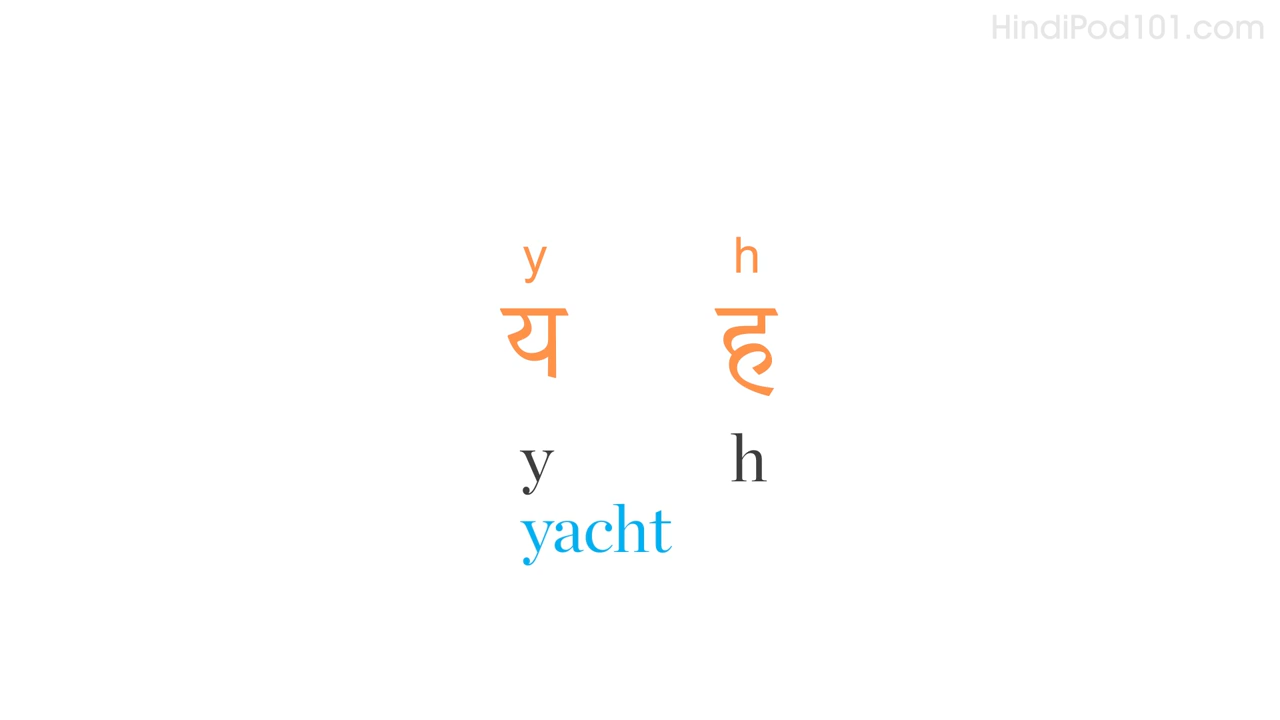 HindiPod101.com
y h
य ह
y h
yacht